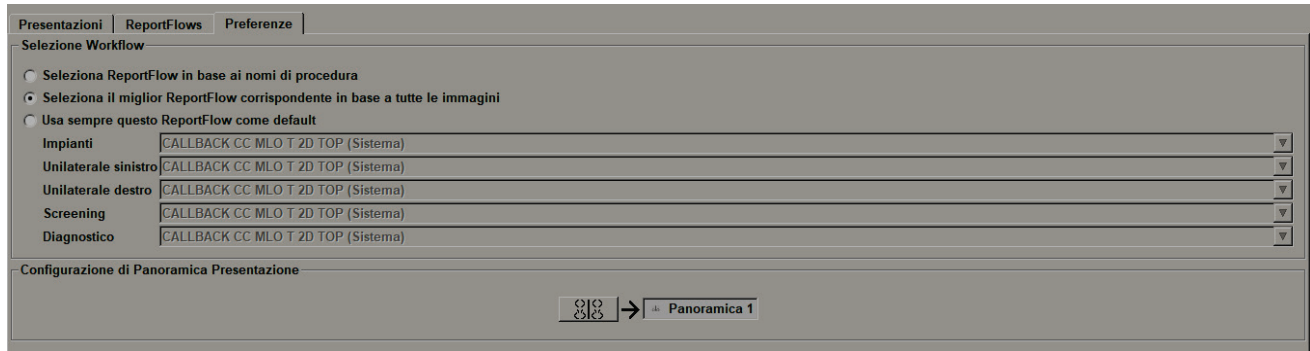 Presentazioni ReportFlows Preferenze
Selezione Workflow
Seleziona ReportFlow in base ai nomi di procedura
Seleziona il miglior ReportFlow corrispondente in base a tutte le immagini
Usa sempre questo ReportFlow come default
Impianti CALLBACK CC MLO T 2D TOP (Sistema)
Unilaterale sinistro CALLBACK CC MLO T 2D TOP (Sistema)
Unilaterale destro CALLBACK CC MLO T 2D TOP (Sistema)
Screening CALLBACK CC MLO T 2D TOP (Sistema)
Diagnostico CALLBACK CC MLO T 2D TOP (Sistema)
Configurazione di Panoramica Presentazione
Panoramica 1